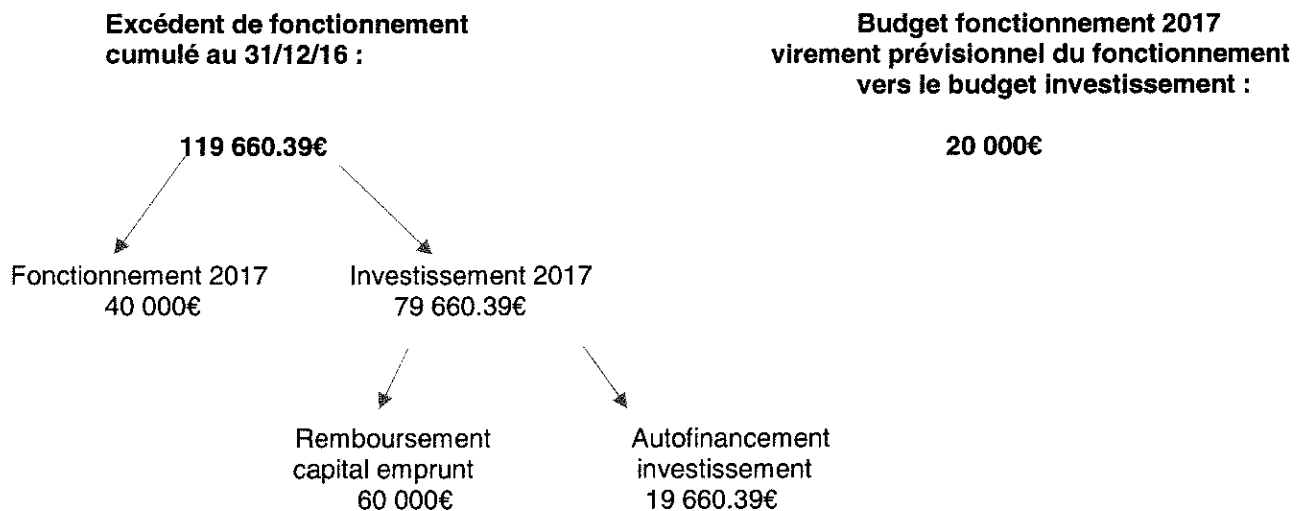 Excédent de fonctionnement
cumulé au 31/12/16 :
119 660.39€
Budget fonctionnement 2017
virement prévisionnel du fonctionnement
vers le budget investissement :
20 000€
Fonctionnement 2017
40 000€
Investissement 2017
79 660.39€
Remboursement
capital emprunt
60 000€
Autofinancement
investissement
19 660.39€